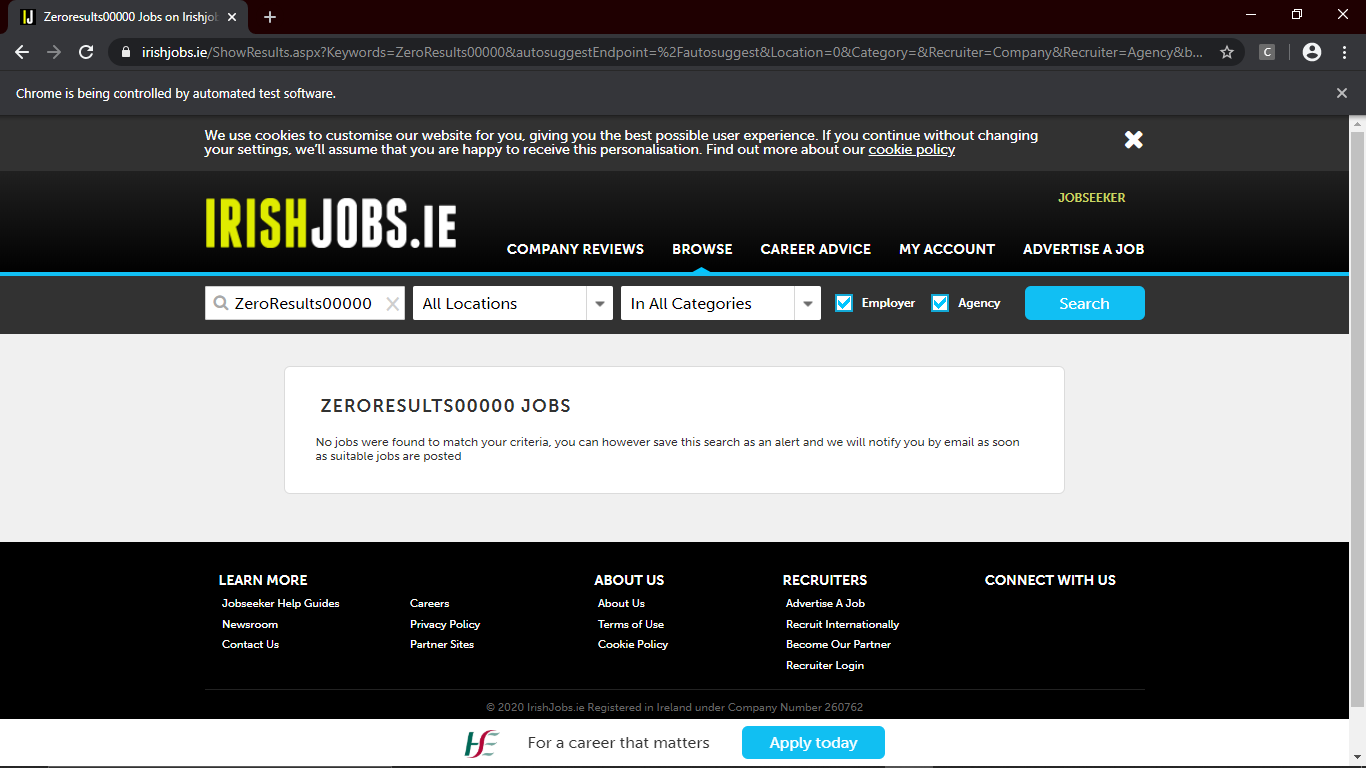 Zeroresults00000 Jobs on Irishjob
irishjobs.ie/ShowResults.aspx?Keywords=ZeroResults00000&autosuggestEndpoint=%2Fautosuggest&Location=0&Category=&Recruiter=Company&Recruiter=Agency&b...
C
Chrome is being controlled by automated test software.
We use cookies to customise our website for you, giving you the best possible user experience. If you continue without changing
your settings, we'll assume that you are happy to receive this personalisation. Find out more about our cookie policy
JOBSEEKER
IRISHJOBS.IE
COMPANY REVIEWS BROWSE CAREER ADVICE MY ACCOUNT ADVERTISE A JOB
ZeroResults00000 All Locations In All Categories Employer Agency Search
ZERORESULTS00000 JOBS
No jobs were found to match your criteria, you can however save this search as an alert and we will notify you by email as soon
as suitable jobs are posted
LEARN MORE ABOUT US RECRUITERS CONNECT WITH US
Jobseeker Help Guides Careers About Us Advertise A Job
Newsroom Privacy Policy Terms of Use Recruit Internationally
Contact Us Partner Sites Cookie Policy Become Our Partner
Recruiter Login
© 2020 IrishJobs.ie Registered in Ireland under Company Number 260762
For a career that matters Apply today